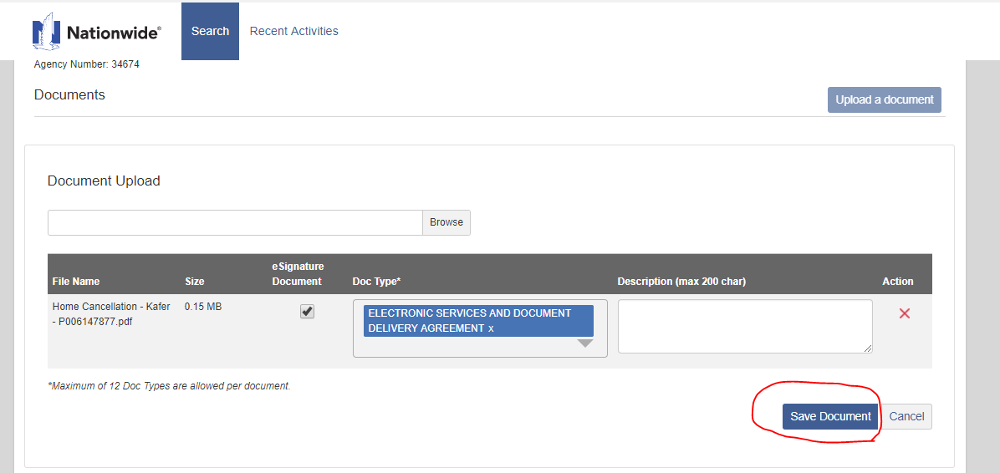 Nationwide®
Search
Recent Activities
Agency Number: 34674
Documents
Upload a document
Document Upload
Browse
File Name
Size
eSignature
Document
Doc Type*
Description (max 200 char)
Action
Home Cancellation - Kafer
- P006147877.pdf
0.15 MB
ELECTRONIC SERVICES AND DOCUMENT
DELIVERY AGREEMENT x
*Maximum of 12 Doc Types are allowed per document.
Save Document
Cancel